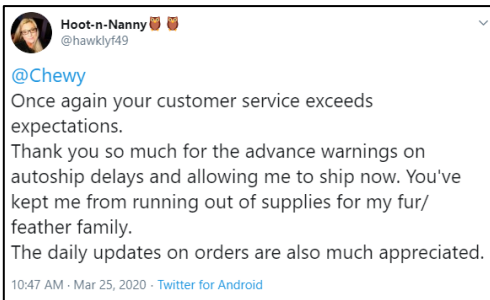 Hoot-n-Nanny🦉 🦉
@hawklyf49
@Chewy
Once again your customer service exceeds
expectations.
Thank you so much for the advance warnings on
autoship delays and allowing me to ship now. You've
kept me from running out of supplies for my fur/
feather family.
The daily updates on orders are also much appreciated.
10:47 AM · Mar 25, 2020 · Twitter for Android